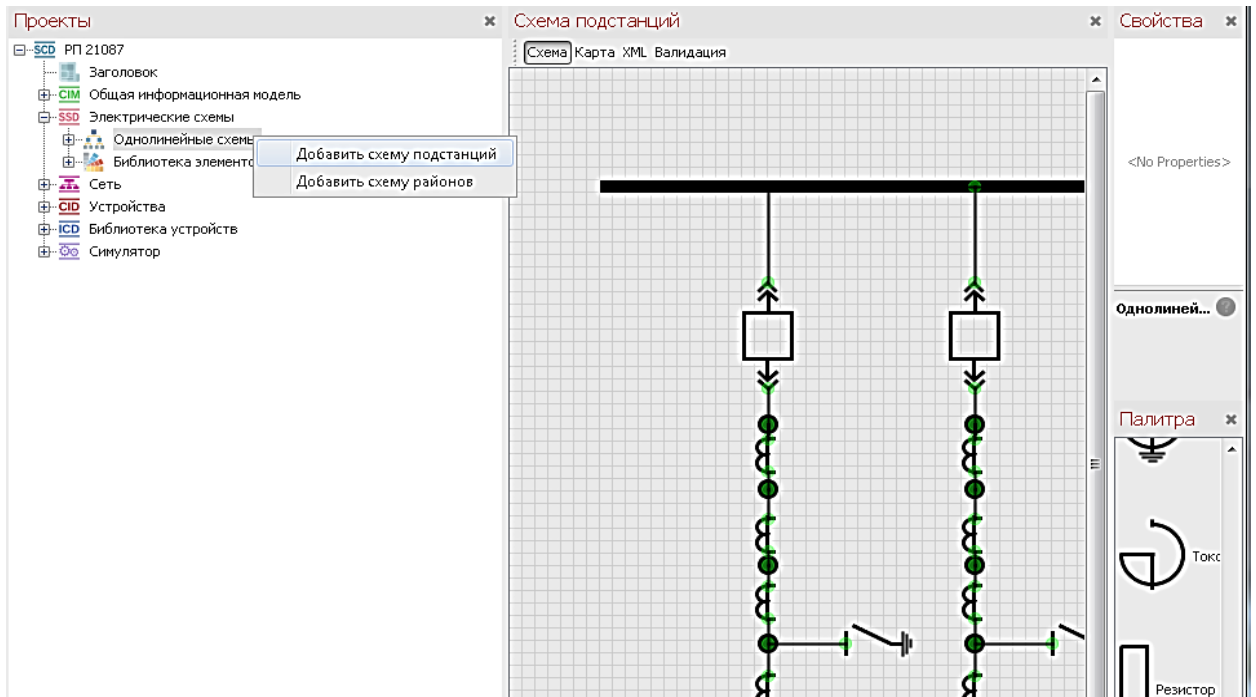 Проекты
SCD РП 21087
Заголовок
CIM Общая информационная модель
SSD Электрические схемы
Однолинейные схемы
Библиотека элементо
Сеть
CID Устройства
ICD Библиотека устройств
Симулятор
Добавить схему подстанций
Добавить схему районов
Схема подстанций
Схема Карта XML Валидация
Свойства
<No Properties>
Однолиней...
Палитра
Токо
Резистор